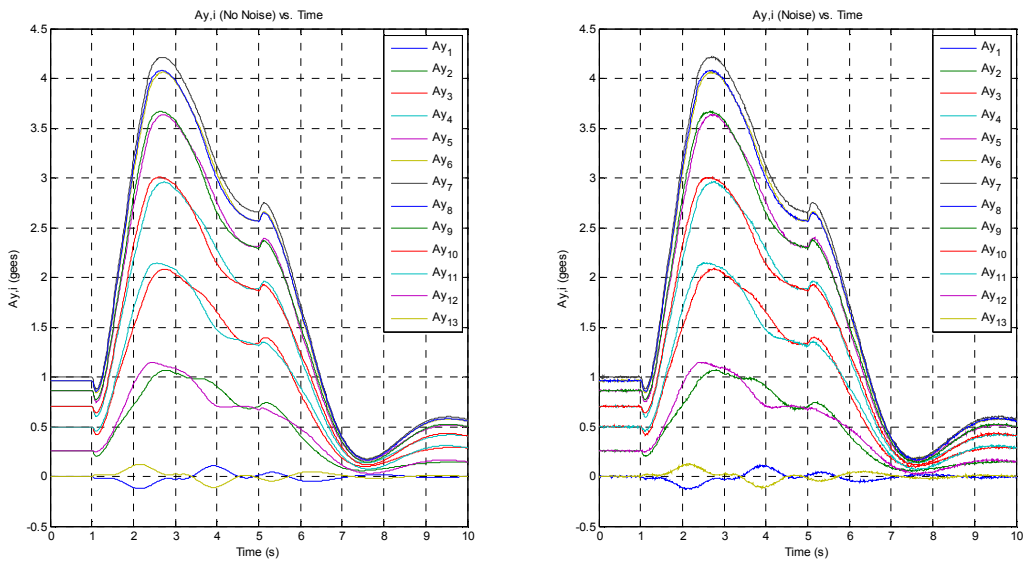 Ay,i (No Noise) vs. Time
4.5
4
3.5
3
2.5
2
1.5
1
0.5
0
-0.5
Ay,i (gees)
0 1 2 3 4 5 6 7 8 9 10
Time (s)
Ay1
Ay2
Ay3
Ay4
Ay5
Ay6
Ay7
Ay8
Ay9
Ay10
Ay11
Ay12
Ay13
Ay,i (Noise) vs. Time
4.5
4
3.5
3
2.5
2
1.5
1
0.5
0
-0.5
Ay,i (gees)
0 1 2 3 4 5 6 7 8 9 10
Time (s)
Ay1
Ay2
Ay3
Ay4
Ay5
Ay6
Ay7
Ay8
Ay9
Ay10
Ay11
Ay12
Ay13